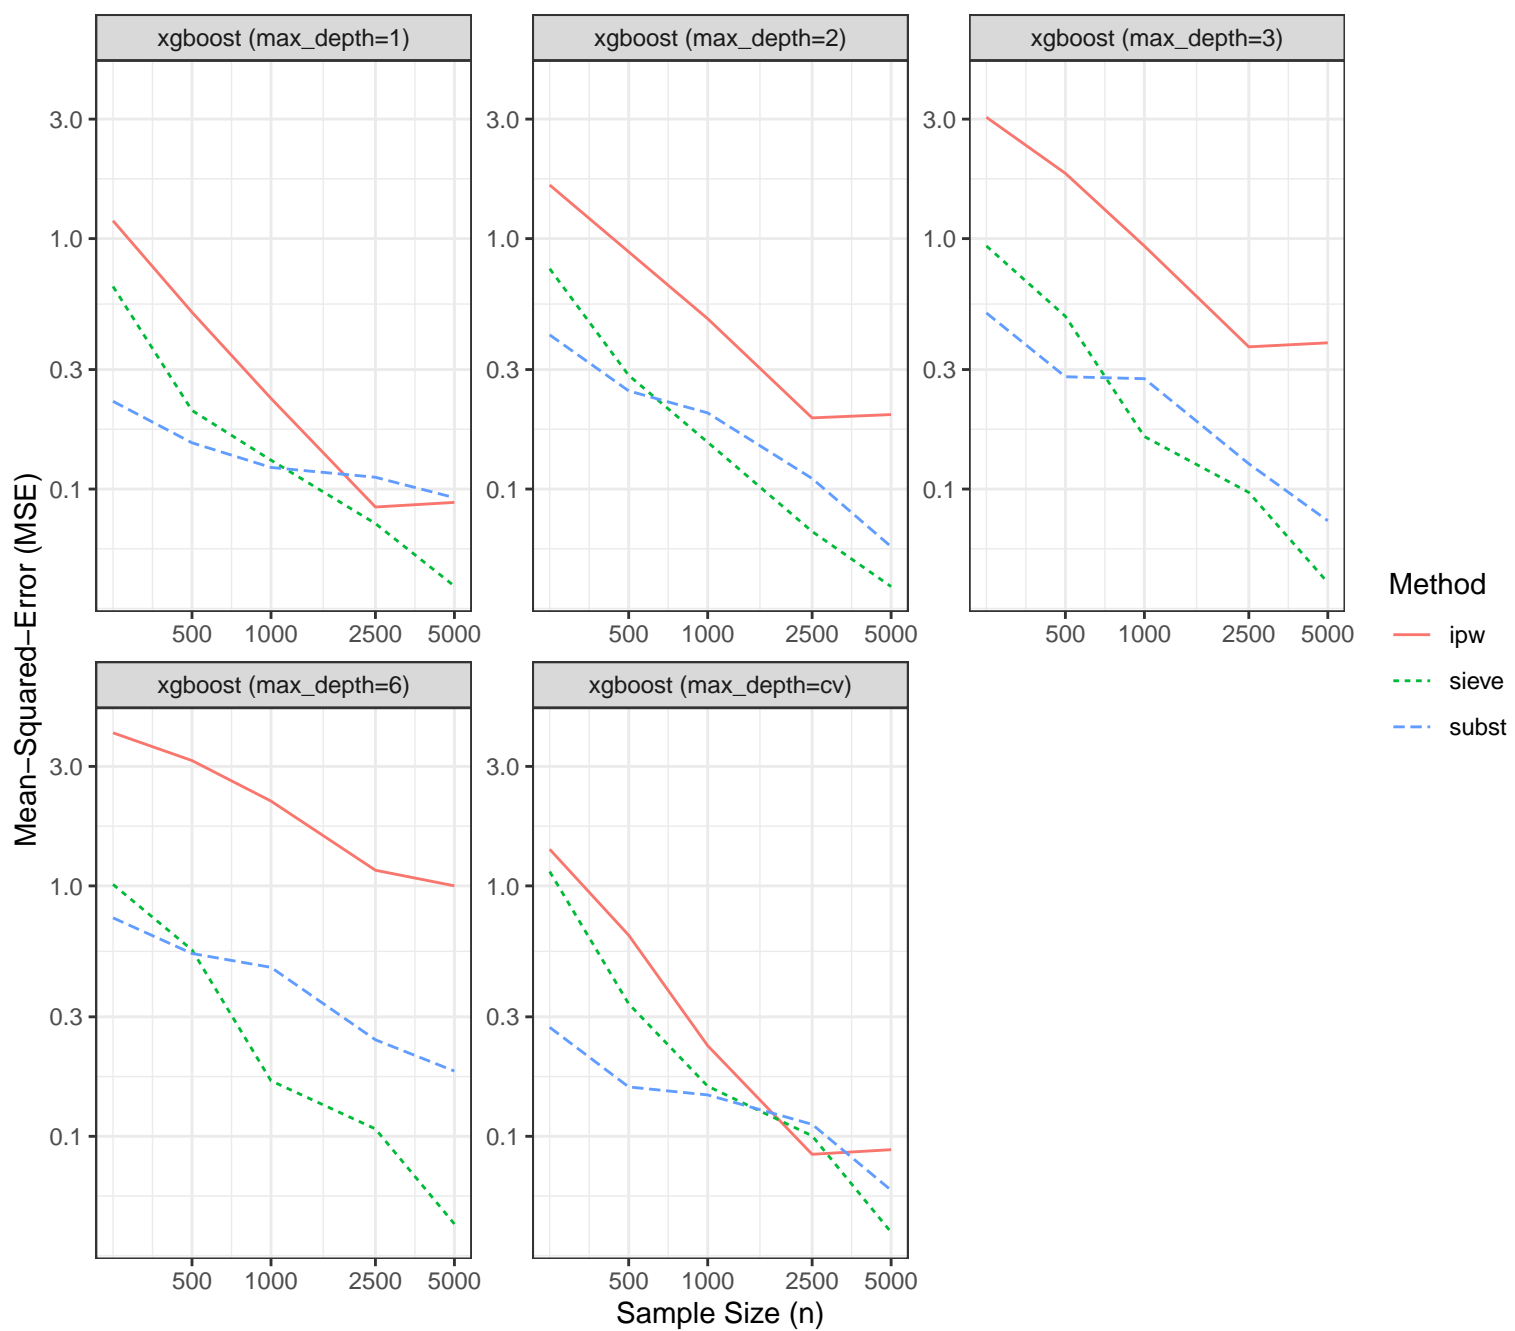 xgboost (max_depth=1)
xgboost (max_depth=2)
xgboost (max_depth=3)
3.0
1.0
0.3
0.1
3.0
1.0
0.3
0.1
3.0
1.0
0.3
0.1
500 1000 2500 5000
500 1000 2500 5000
500 1000 2500 5000
xgboost (max_depth=6)
xgboost (max_depth=cv)
3.0
1.0
0.3
0.1
3.0
1.0
0.3
0.1
500 1000 2500 5000
500 1000 2500 5000
Mean−Squared−Error (MSE)
Sample Size (n)
Method
ipw
sieve
subst